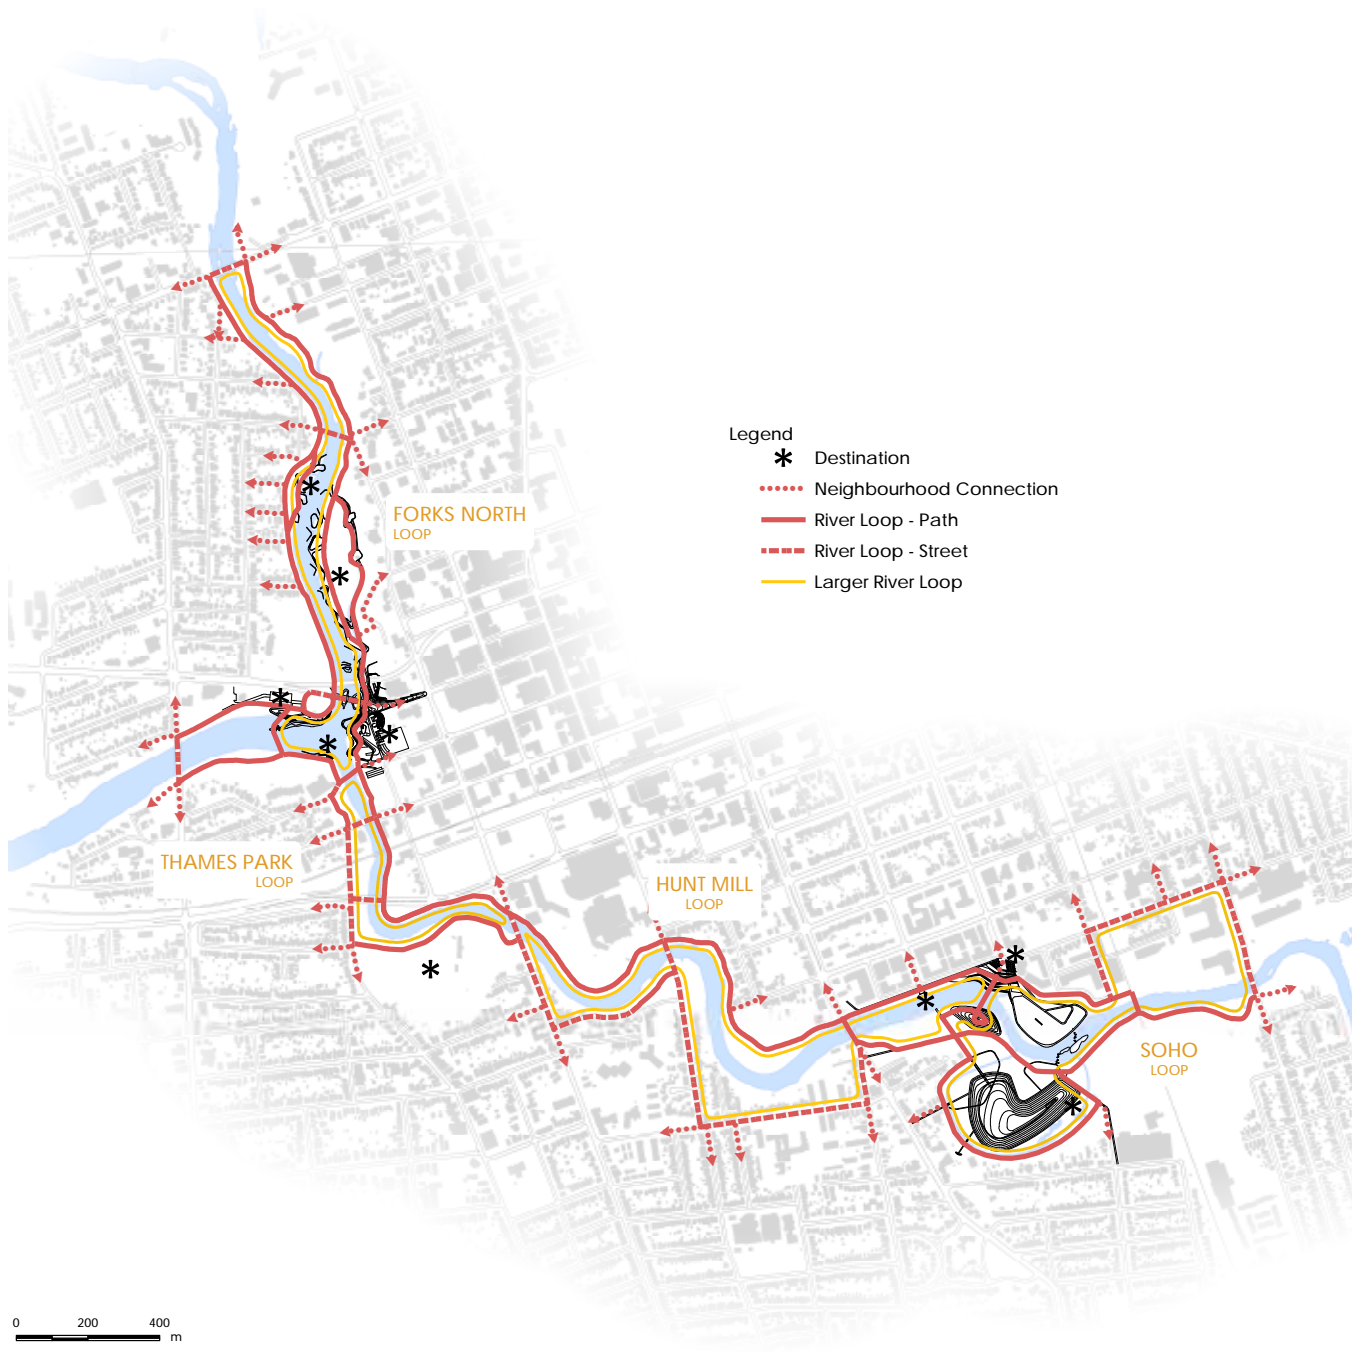 Legend
Destination
Neighbourhood Connection
River Loop - Path
River Loop - Street
Larger River Loop
FORKS NORTH
LOOP
THAMES PARK
LOOP
HUNT MILL
LOOP
SOHO
LOOP
0 200 400
m